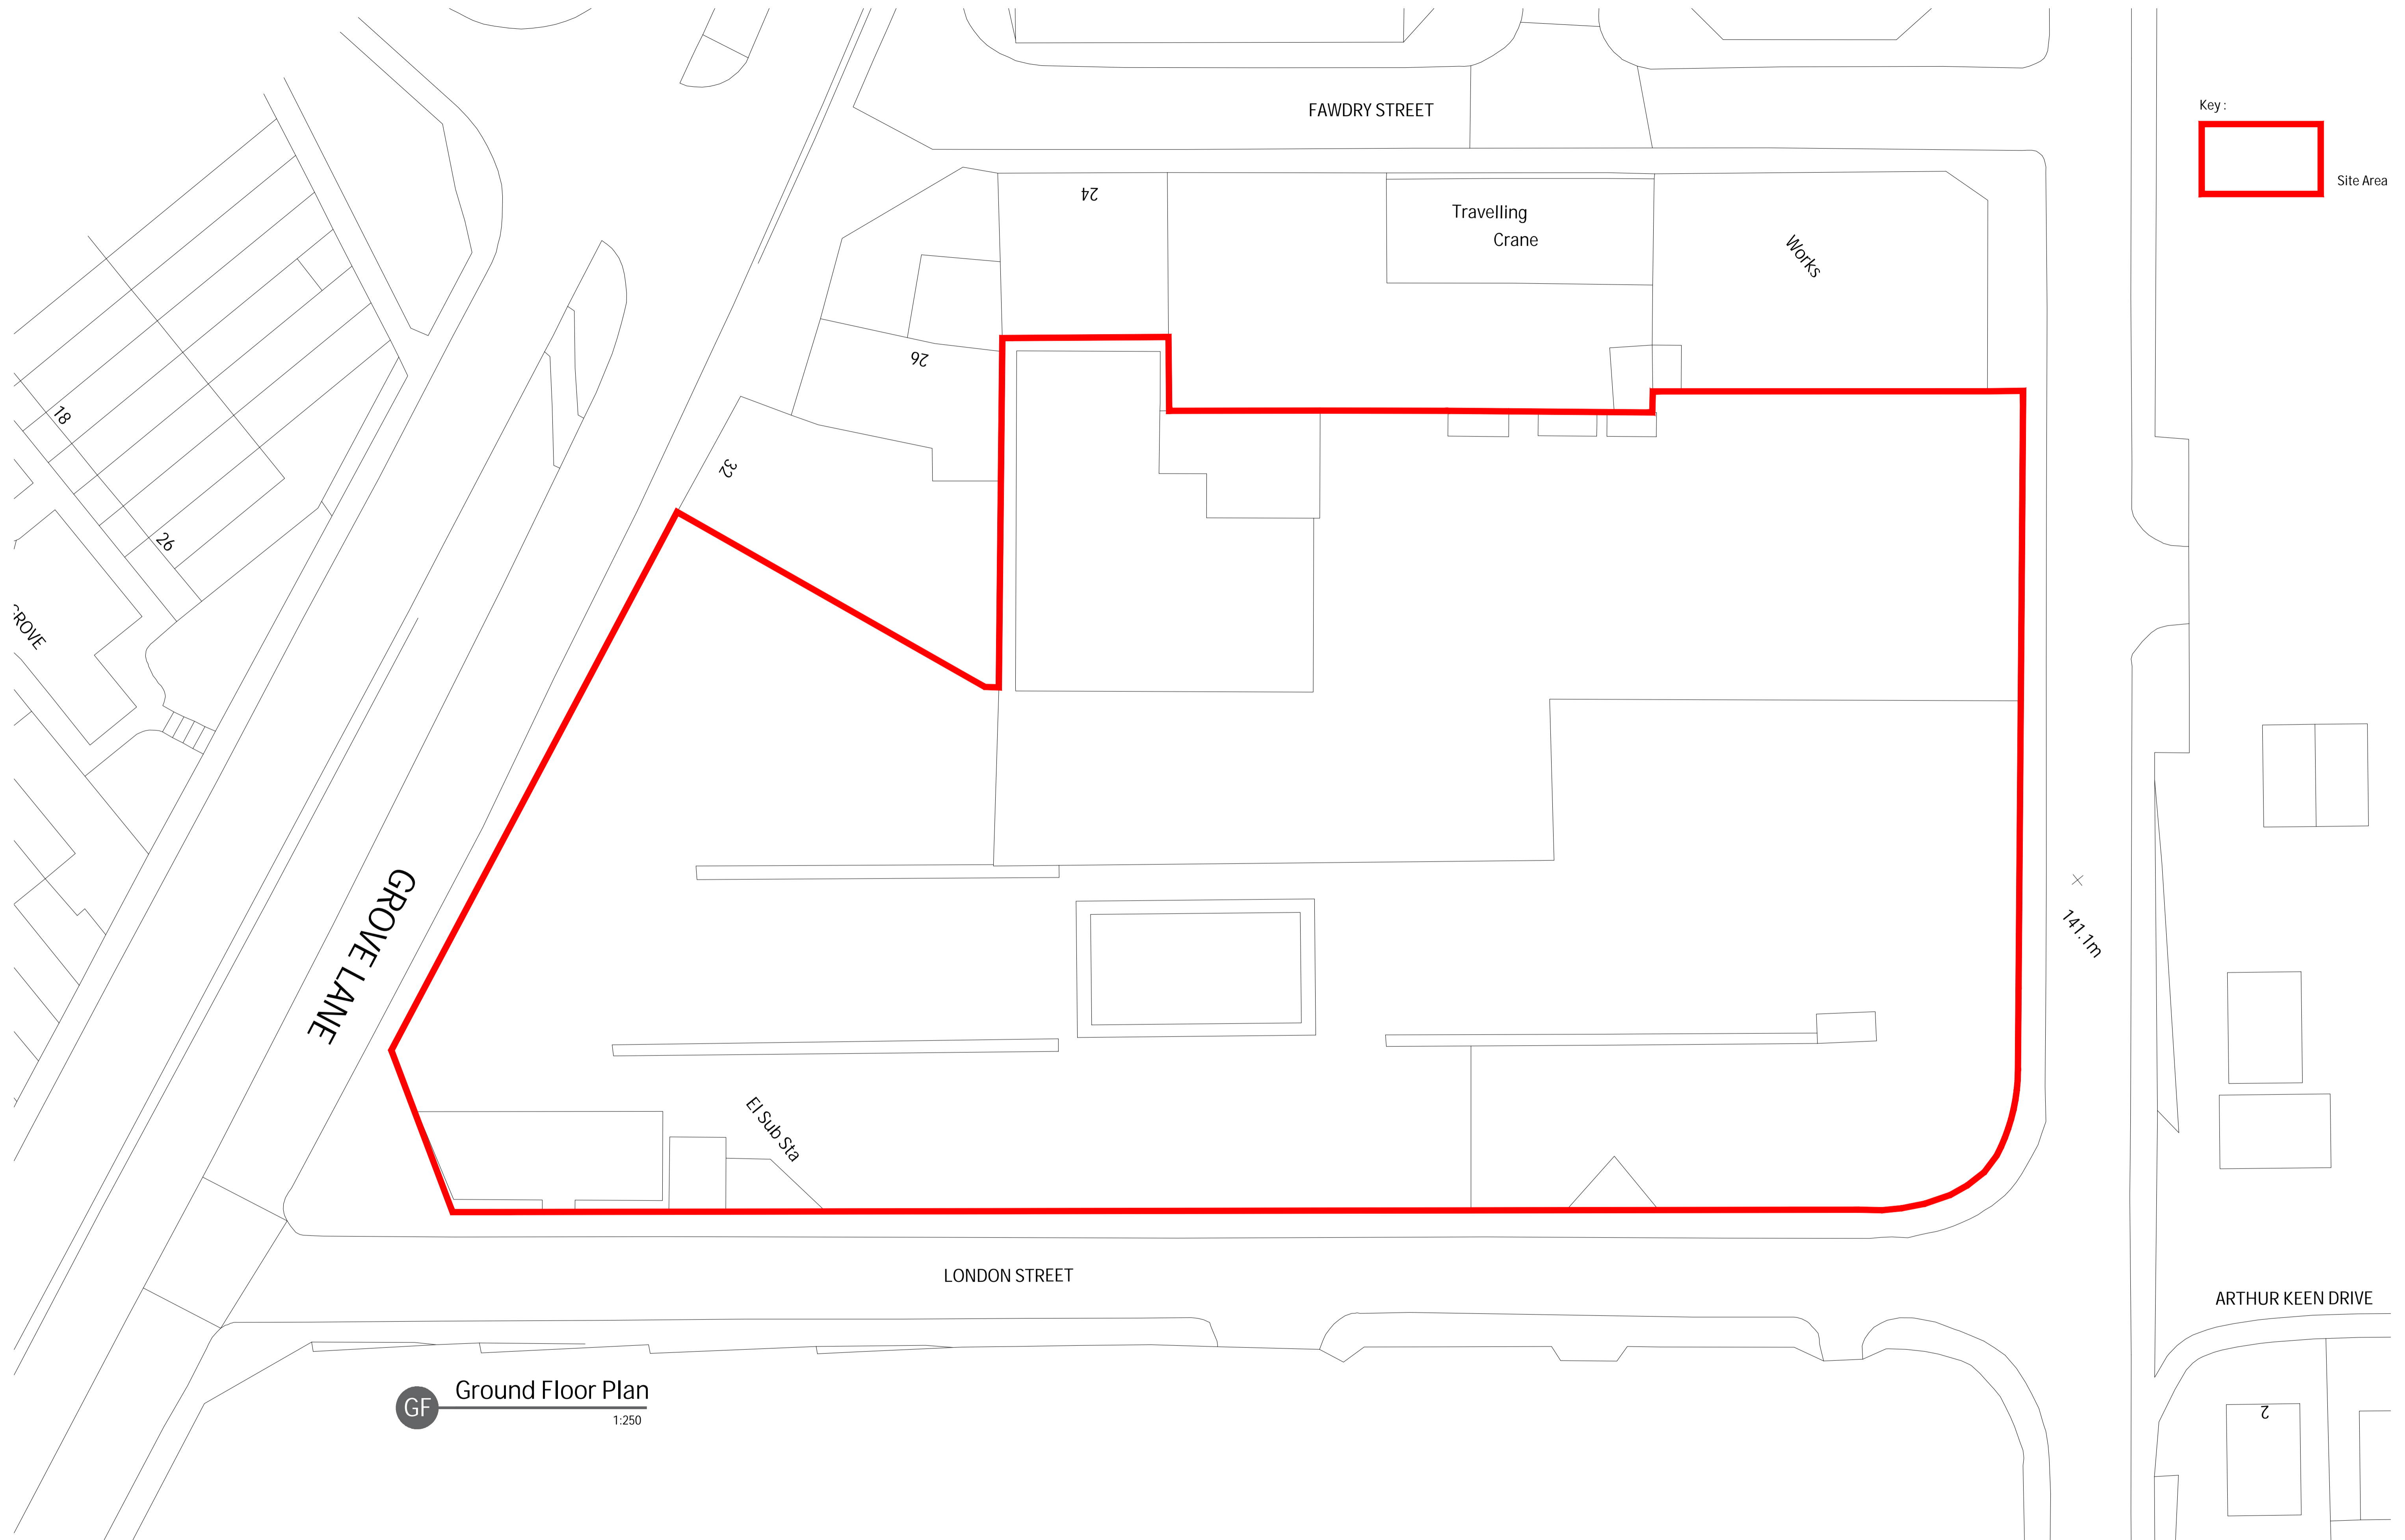 FAWDRY STREET
Key :
Site Area
24
Travelling
Crane
Works
26
18
32
26
GROVE
GROVE LANE
141.1m
El Sub Sta
LONDON STREET
ARTHUR KEEN DRIVE
GF
Ground Floor Plan
1:250
2